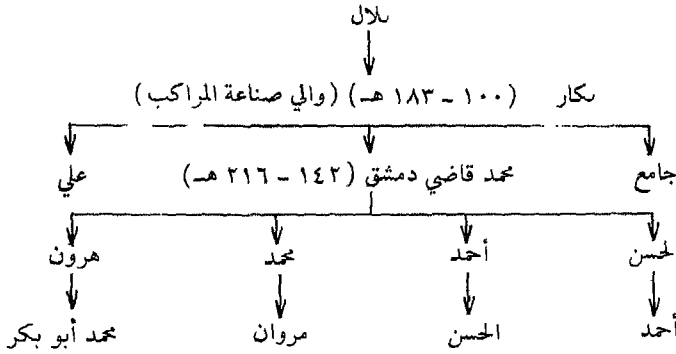 بلال
بكار (١٠٠ - ١٨٣ هـ) (والي صناعة المراكب)
جامع محمد قاضي دمشق (١٤٢ - ٢١٦ هـ) علي
لحسن أحمد محمد هرون
أحمد الحسن مروان محمد أبو بكر